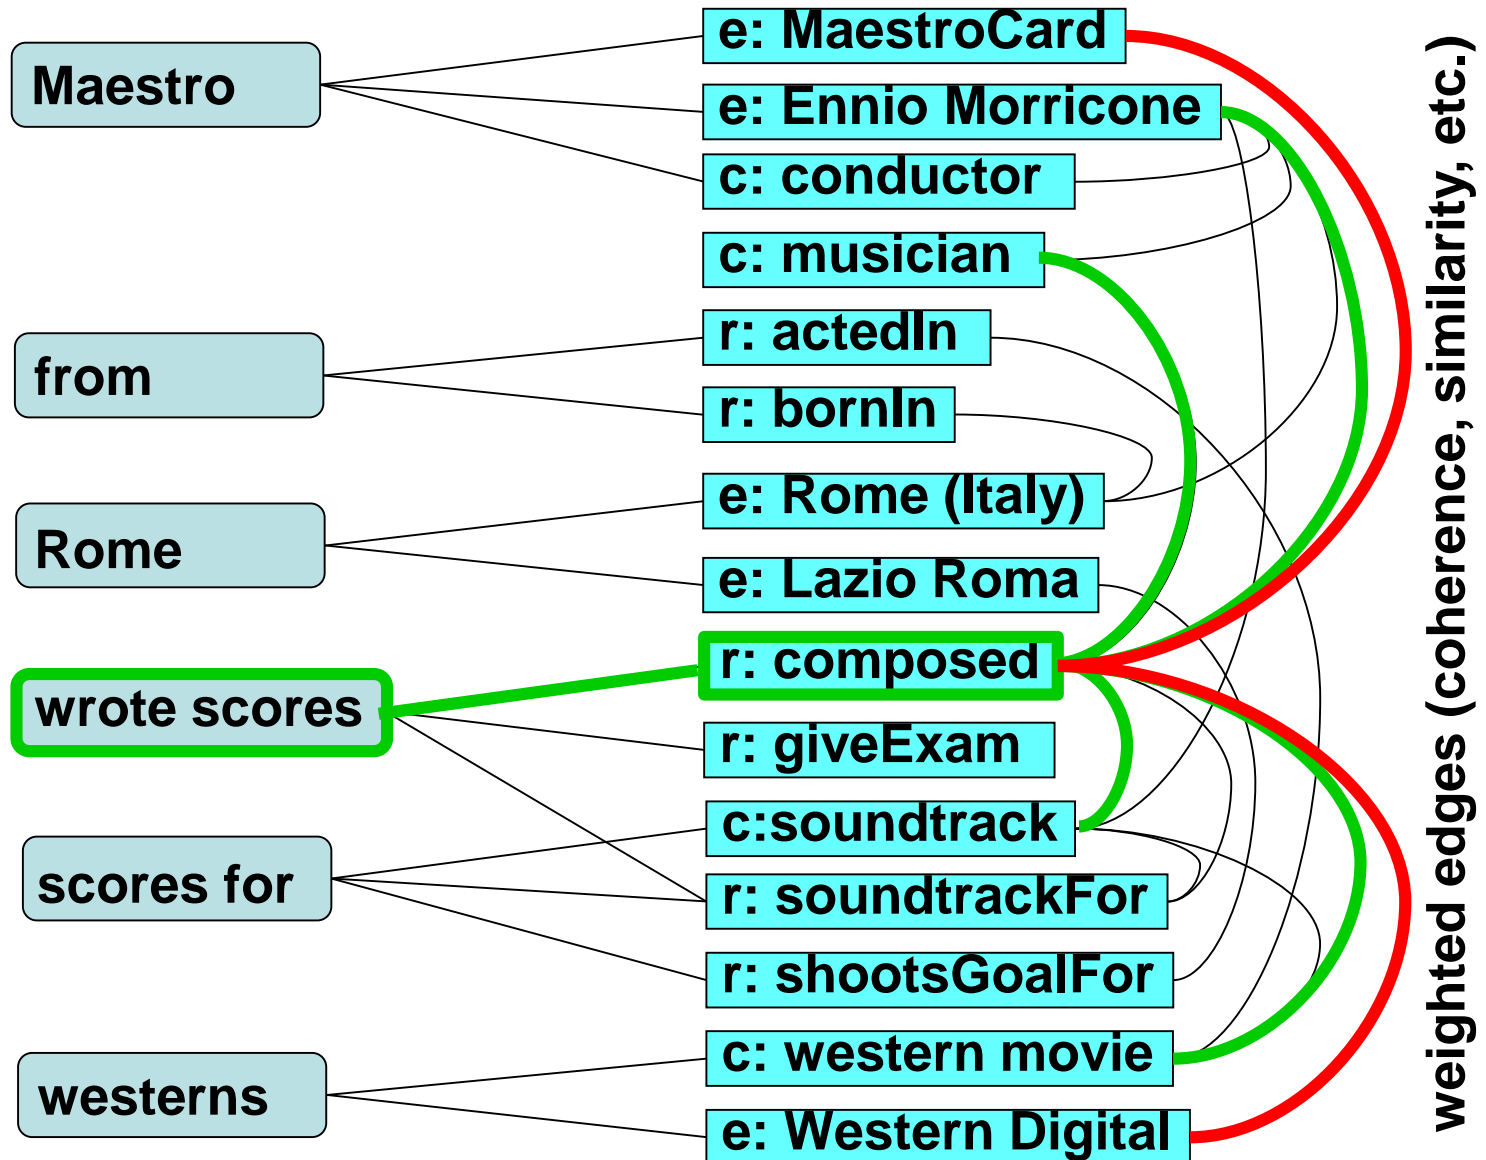 Maestro
from
Rome
wrote scores
scores for
westerns
e: MaestroCard
e: Ennio Morricone
c: conductor
c: musician
r: actedIn
r: bornIn
e: Rome (Italy)
e: Lazio Roma
r: composed
r: giveExam
c:soundtrack
r: soundtrackFor
r: shootsGoalFor
c: western movie
e: Western Digital
weighted edges (coherence, similarity, etc.)